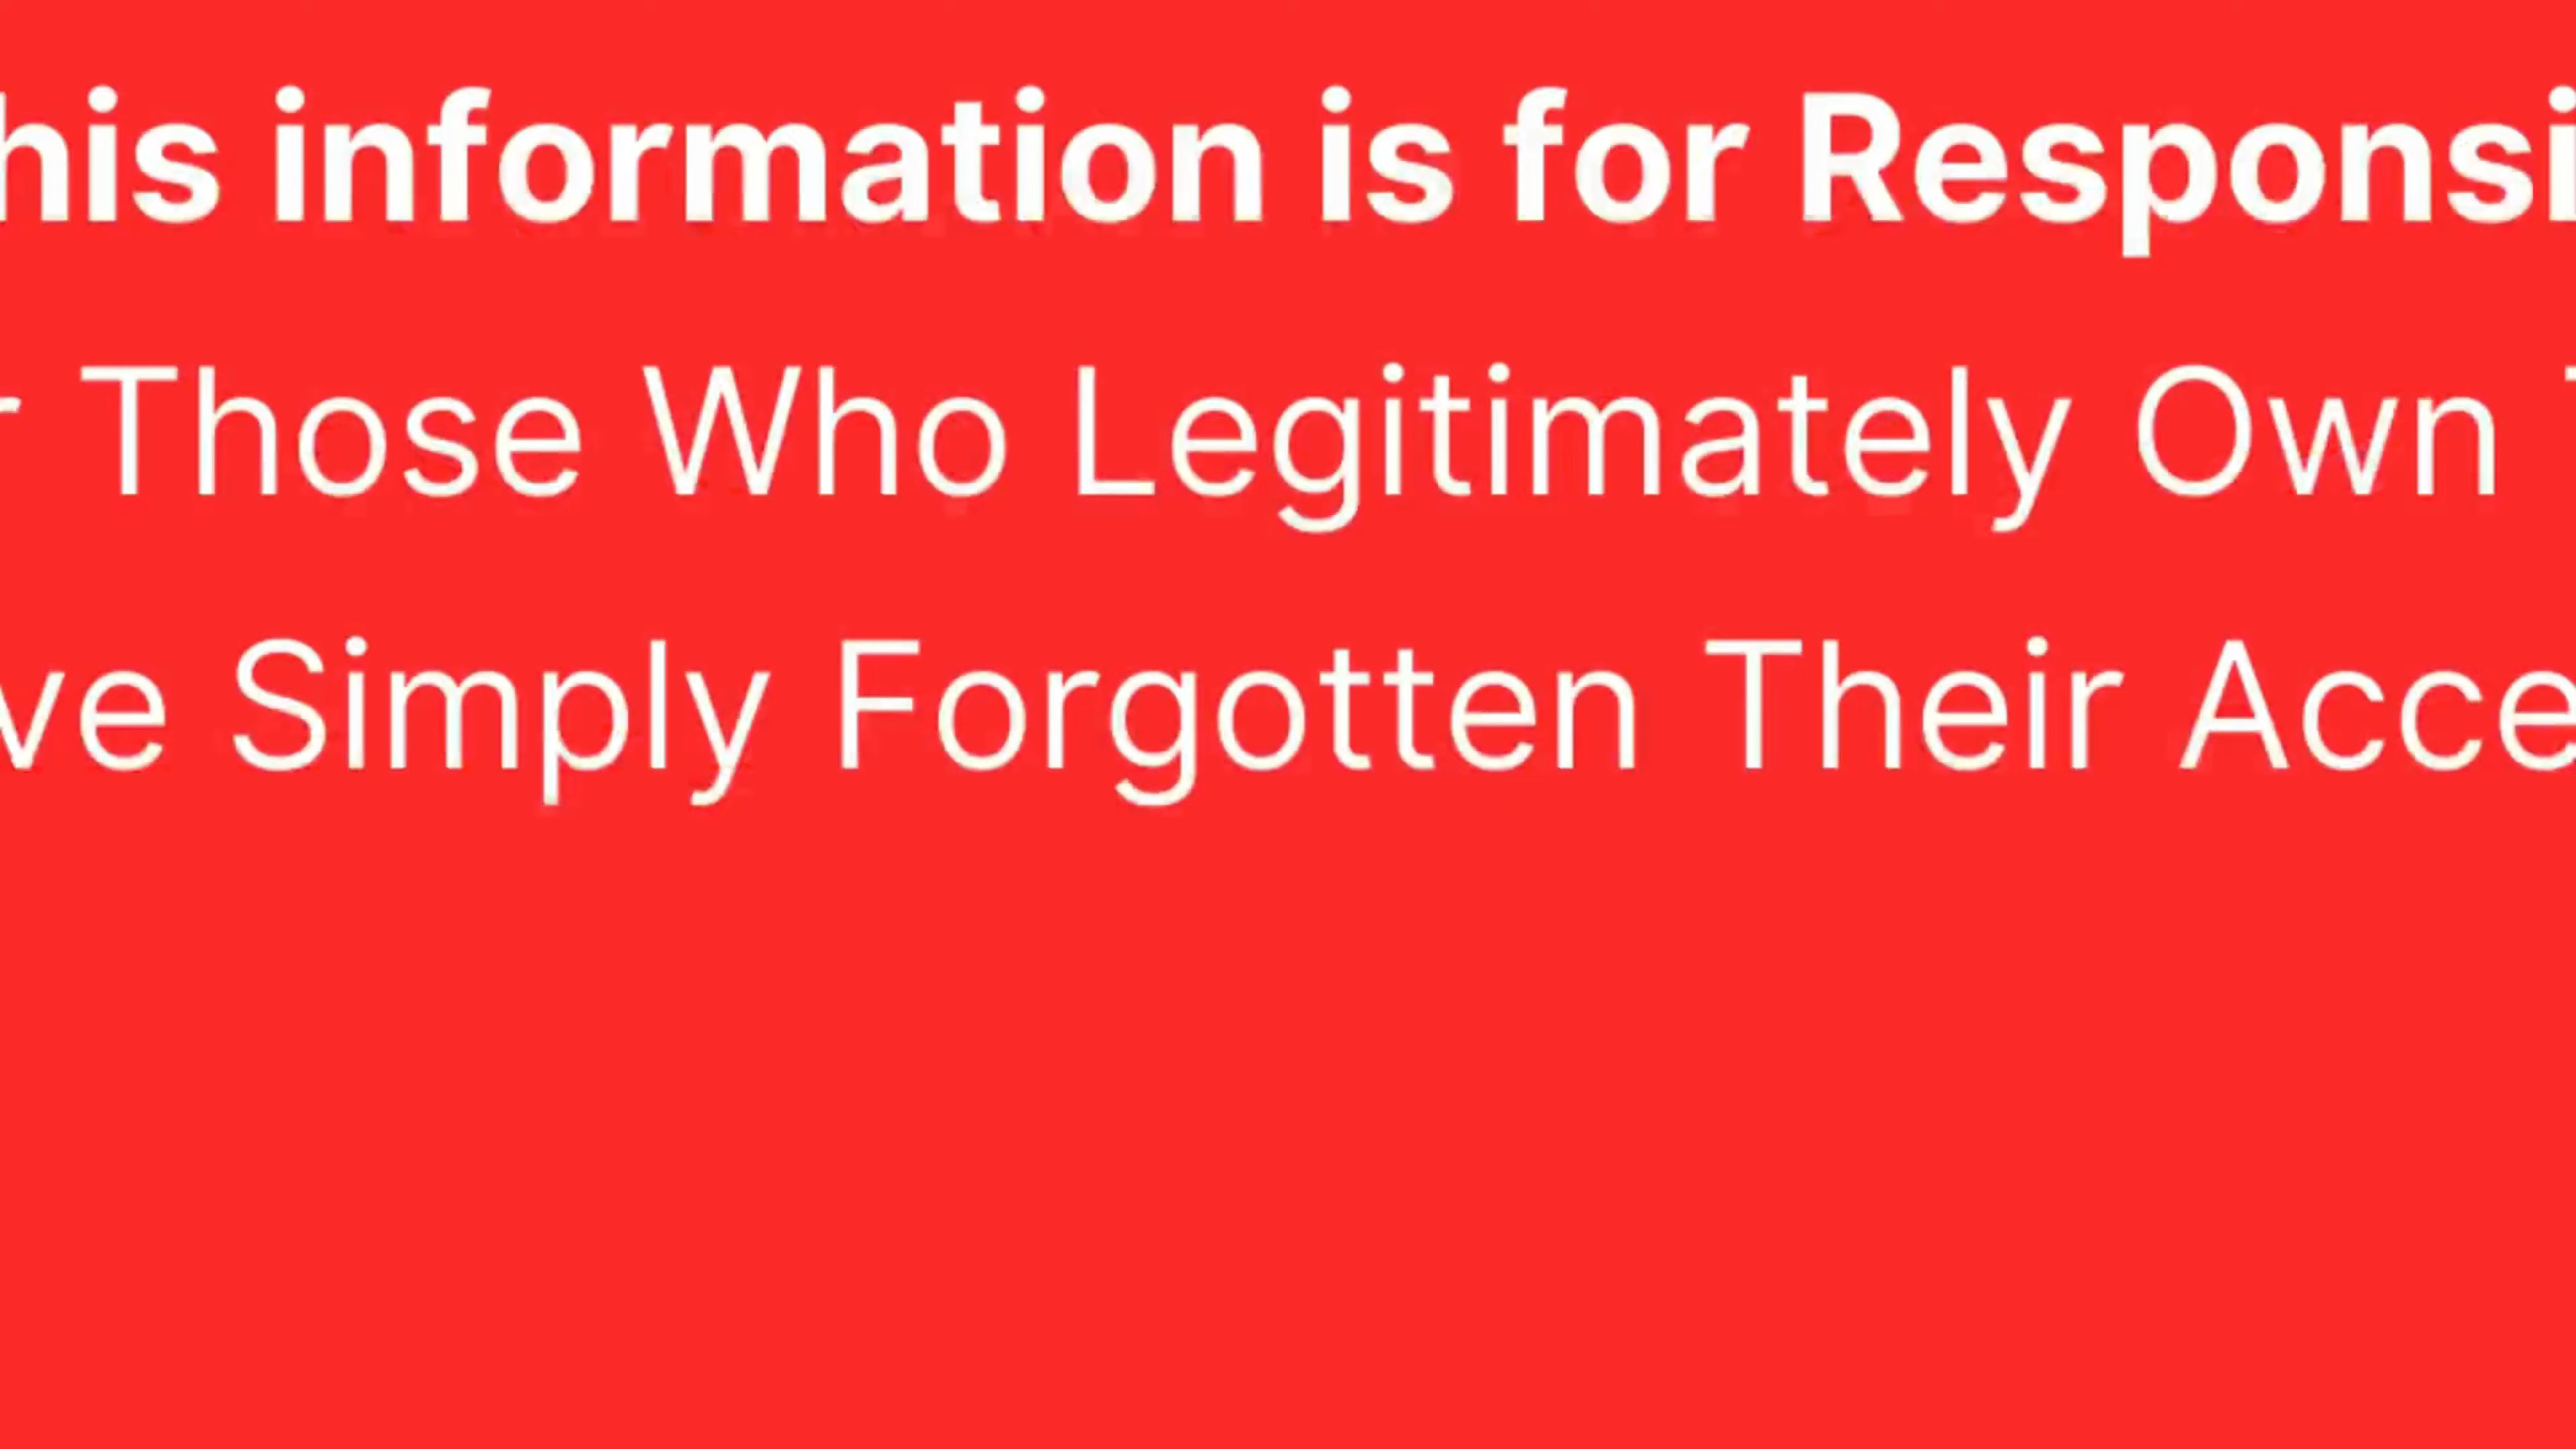 his information is for Responsi
r Those Who Legitimately Own T
ve Simply Forgotten Their Acce